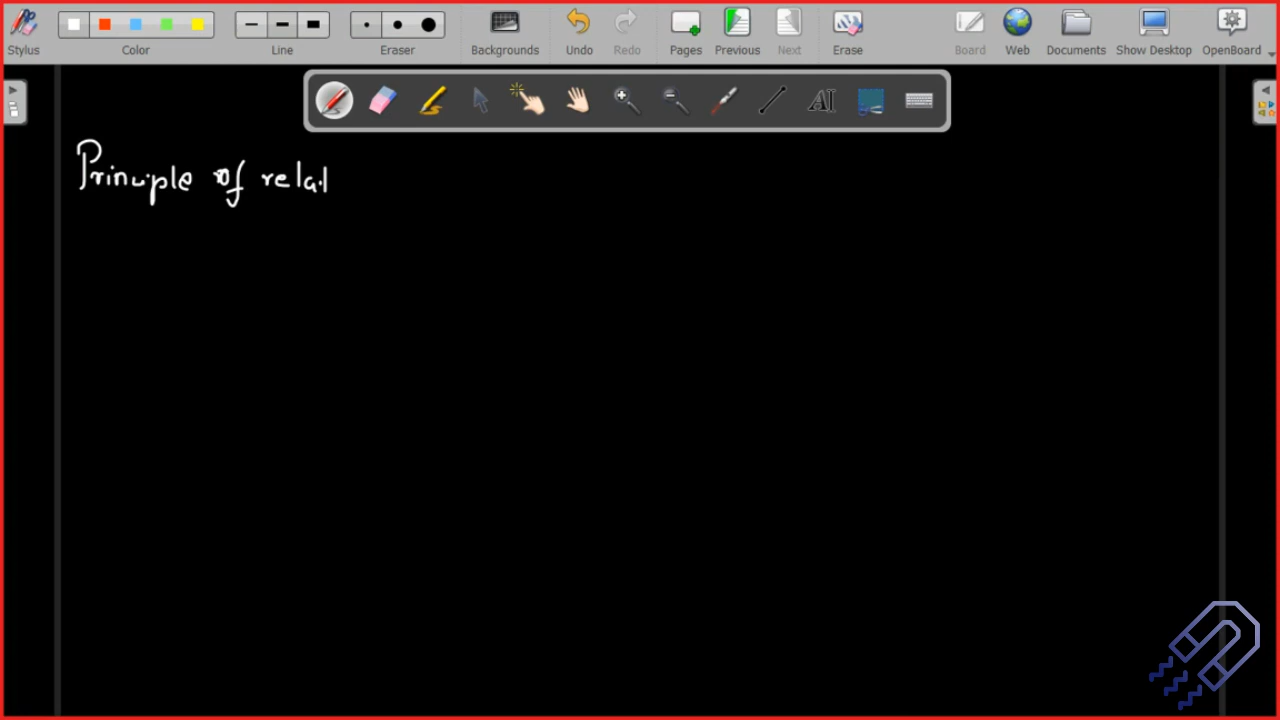 Stylus Color Line Eraser Backgrounds Undo Redo Pages Previous Next Erase Board Web Documents Show Desktop OpenBoard
AI
Principle of relat